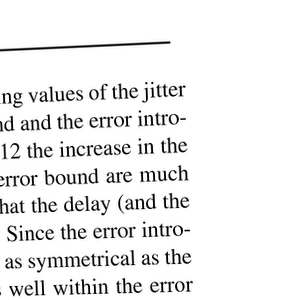 ng values of the jitter
nd and the error intro-
12 the increase in the
error bound are much
hat the delay (and the
Since the error intro-
as symmetrical as the
well within the error